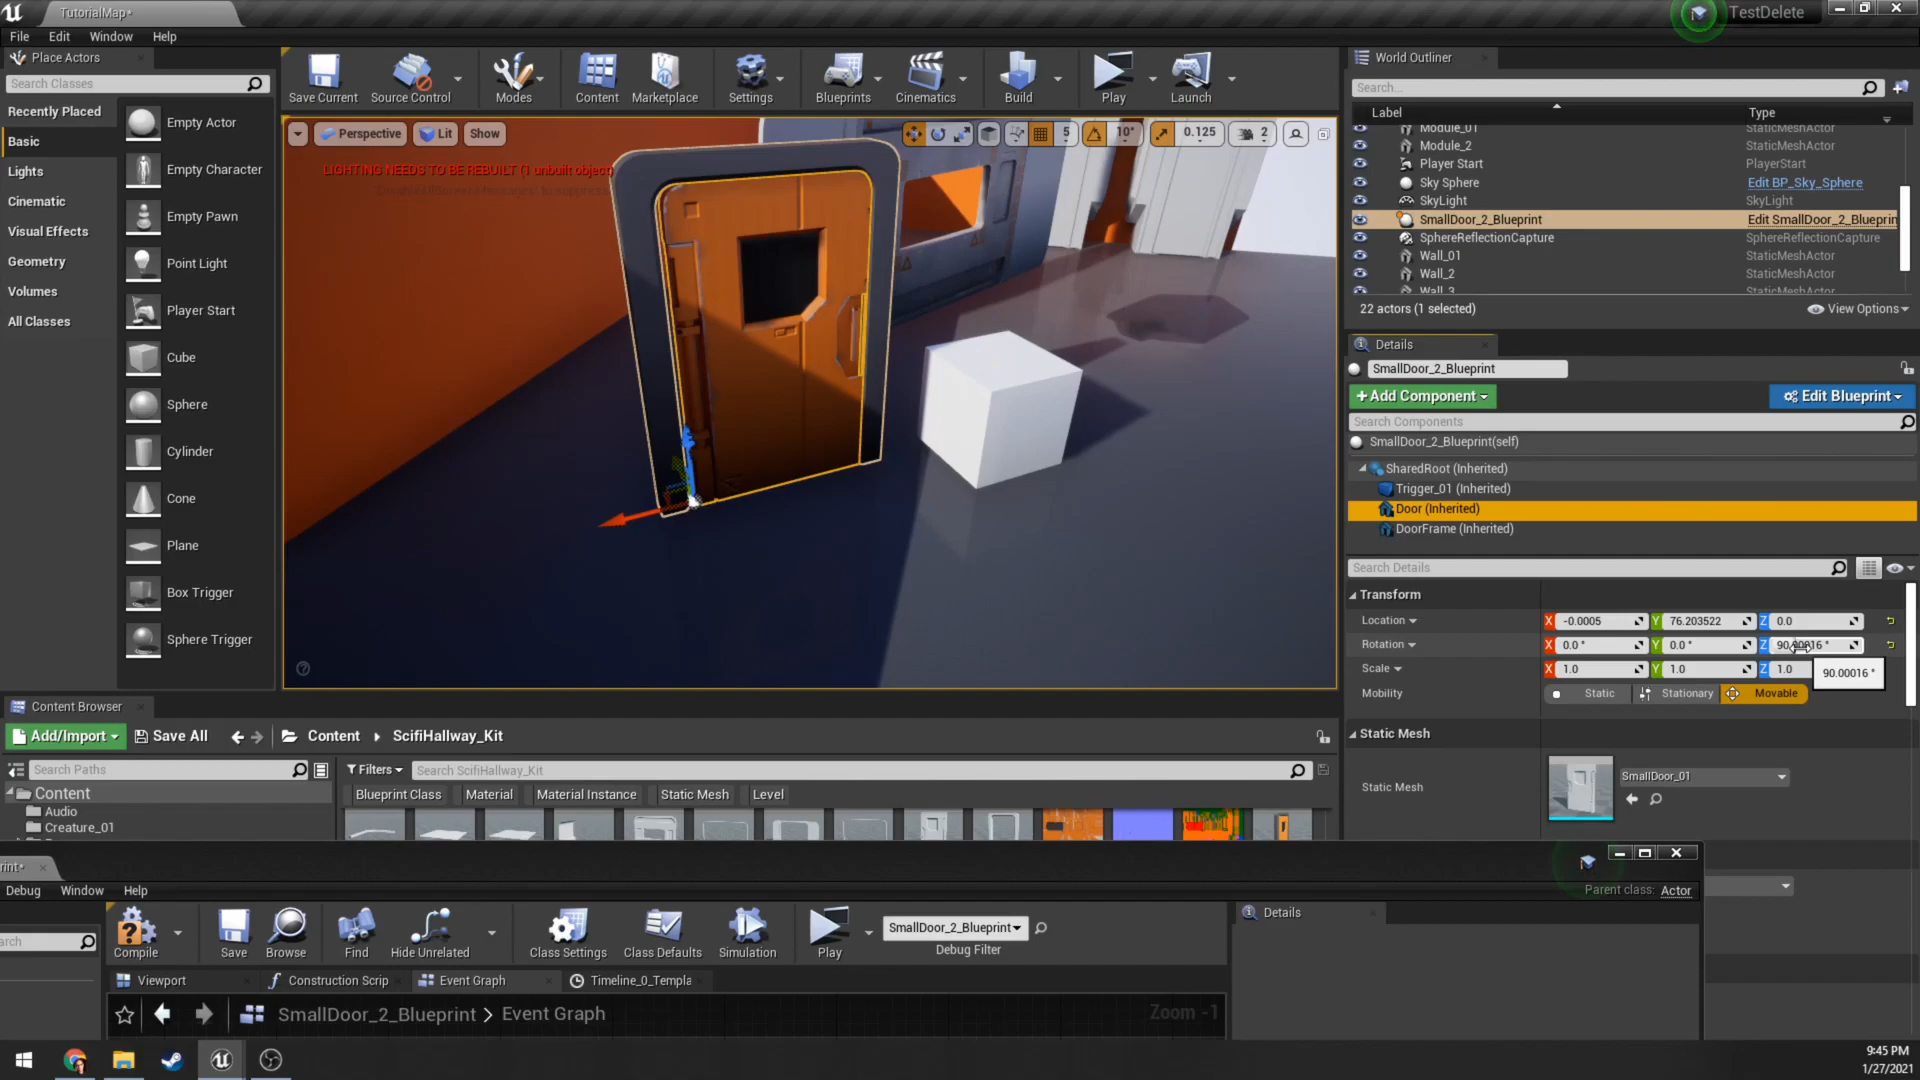 TutorialMap*
TestDelete
File Edit Window Help
Place Actors
Search Classes
Recently Placed
Basic
Lights
Cinematic
Visual Effects
Geometry
Volumes
All Classes
Empty Actor
Empty Character
Empty Pawn
Point Light
Player Start
Cube
Sphere
Cylinder
Cone
Plane
Box Trigger
Sphere Trigger
Save Current Source Control Modes Content Marketplace Settings Blueprints Cinematics Build Play Launch
Perspective Lit Show 5 10° 0.125 2
LIGHTING NEEDS TO BE REBUILT (1 unbuilt object)
World Outliner
Search...
Label Type
Module_01 StaticMeshActor
Module_2 StaticMeshActor
Player Start PlayerStart
Sky Sphere Edit BP_Sky_Sphere
SkyLight SkyLight
SmallDoor_2_Blueprint Edit SmallDoor_2_Blueprin
SphereReflectionCapture SphereReflectionCapture
Wall_01 StaticMeshActor
Wall_2 StaticMeshActor
Wall_3 StaticMeshActor
22 actors (1 selected) View Options
Details
SmallDoor_2_Blueprint
+Add Component Edit Blueprint
Search Components
SmallDoor_2_Blueprint(self)
SharedRoot (Inherited)
Trigger_01 (Inherited)
Door (Inherited)
DoorFrame (Inherited)
Search Details
Transform
Location X -0.0005 Y 76.203522 Z 0.0
Rotation X 0.0 ° Y 0.0 ° Z 90.00016 °
Scale X 1.0 Y 1.0 Z 1.0
90.00016 °
Mobility Static Stationary Movable
Static Mesh
Static Mesh SmallDoor_01
Content Browser
Add/Import Save All Content ScifiHallway_Kit
Search Paths Filters Search ScifiHallway_Kit
Content
Audio
Creature_01
Blueprint Class Material Material Instance Static Mesh Level
print*
Debug Window Help
Parent class: Actor
arch
Compile Save Browse Find Hide Unrelated Class Settings Class Defaults Simulation Play
SmallDoor_2_Blueprint
Debug Filter
Details
Viewport Construction Scrip Event Graph Timeline_0_Templa
SmallDoor_2_Blueprint > Event Graph Zoom -1
9:45 PM
1/27/2021